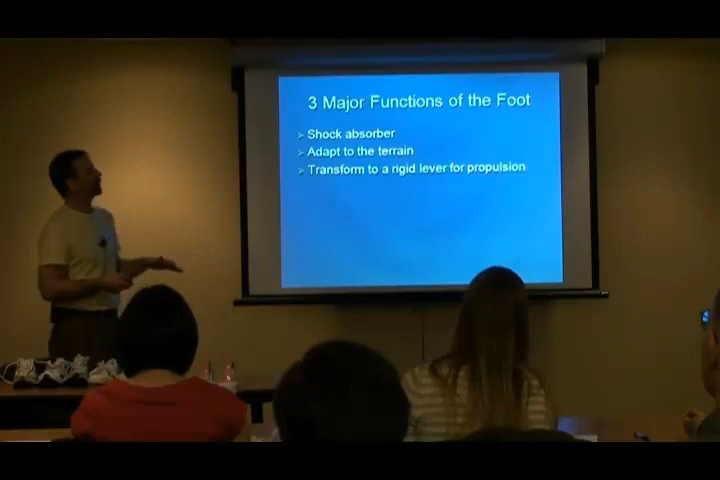 3 Major Functions of the Foot
➢ Shock absorber
➢ Adapt to the terrain
➢ Transform to a rigid lever for propulsion